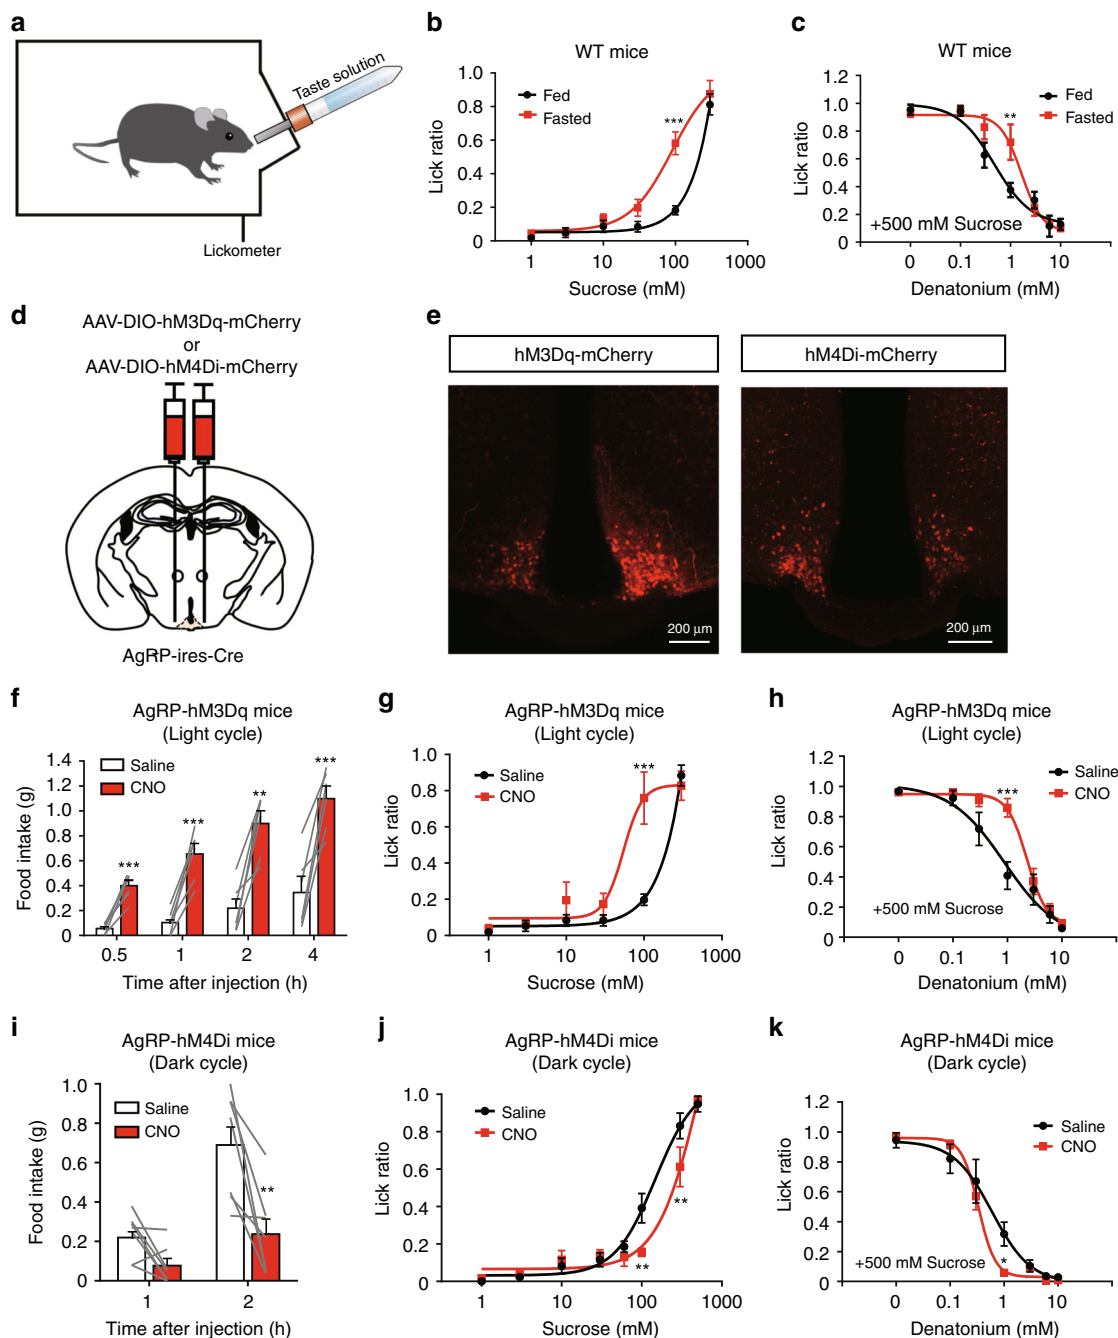 a
Taste solution
Lickometer
b
WT mice
Lick ratio
1.0
0.8
0.6
0.4
0.2
0
Fed
Fasted
***
1
10
100
1000
Sucrose (mM)
c
WT mice
Lick ratio
1.2
1.0
0.8
0.6
0.4
0.2
0
Fed
Fasted
**
+500 mM Sucrose
0
0.1
1
10
Denatonium (mM)
d
AAV-DIO-hM3Dq-mCherry
or
AAV-DIO-hM4Di-mCherry
AgRP-ires-Cre
e
hM3Dq-mCherry
hM4Di-mCherry
200 μm
200 μm
f
AgRP-hM3Dq mice
(Light cycle)
Food intake (g)
1.4
1.2
1.0
0.8
0.6
0.4
0.2
0
Saline
CNO
***
***
**
***
0.5
1
2
4
Time after injection (h)
g
AgRP-hM3Dq mice
(Light cycle)
Lick ratio
1.0
0.8
0.6
0.4
0.2
0
Saline
CNO
***
1
10
100
1000
Sucrose (mM)
h
AgRP-hM3Dq mice
(Light cycle)
Lick ratio
1.2
1.0
0.8
0.6
0.4
0.2
0
Saline
CNO
***
+500 mM Sucrose
0
0.1
1
10
Denatonium (mM)
i
AgRP-hM4Di mice
(Dark cycle)
Food intake (g)
1.0
0.8
0.6
0.4
0.2
0
Saline
CNO
**
1
2
Time after injection (h)
j
AgRP-hM4Di mice
(Dark cycle)
Lick ratio
1.0
0.8
0.6
0.4
0.2
0
Saline
CNO
**
**
1
10
100
1000
Sucrose (mM)
k
AgRP-hM4Di mice
(Dark cycle)
Lick ratio
1.2
1.0
0.8
0.6
0.4
0.2
0
Saline
CNO
+500 mM Sucrose
*
0
0.1
1
10
Denatonium (mM)